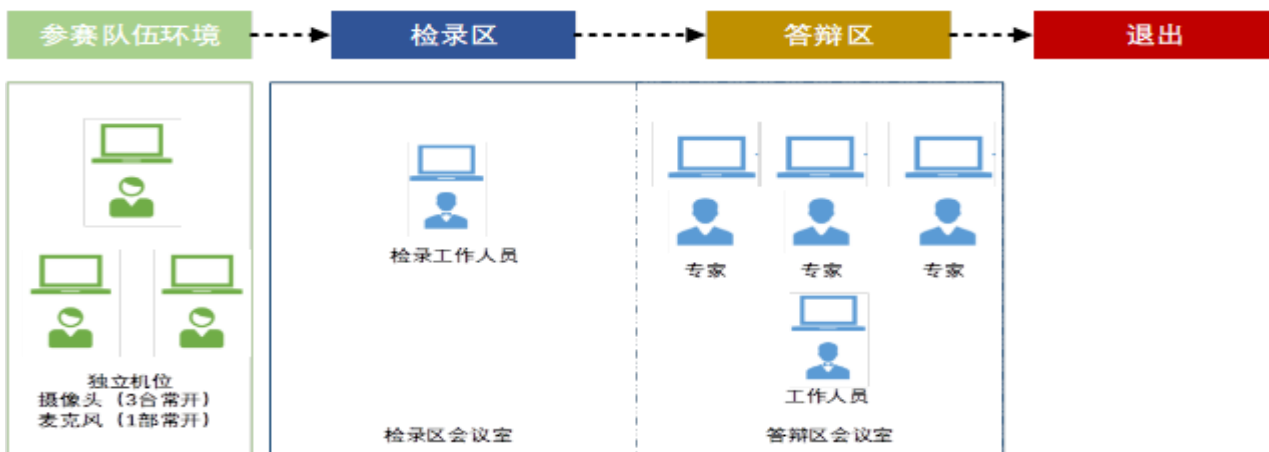 参赛队伍环境
检录区
答辩区
退出
检录工作人员
专家
专家
专家
工作人员
独立机位
摄像头（3台常开）
麦克风（1部常开）
检录区会议室
答辩区会议室